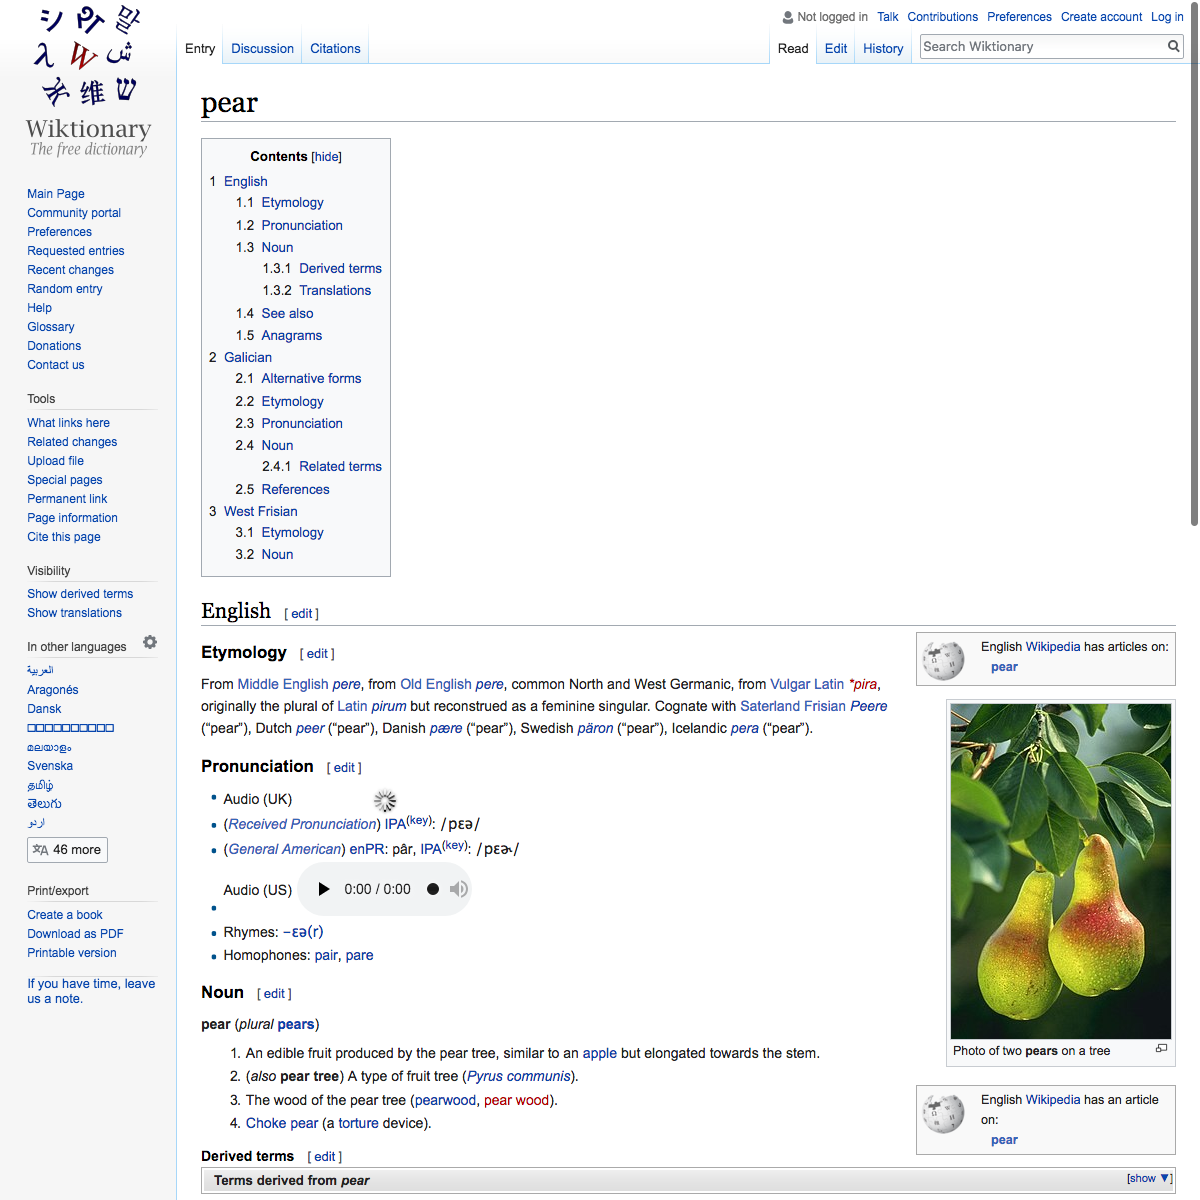 Not logged in Talk Contributions Preferences Create account Log in
Entry Discussion Citations Read Edit History Search Wiktionary
Wiktionary
The free dictionary
Main Page
Community portal
Preferences
Requested entries
Recent changes
Random entry
Help
Glossary
Donations
Contact us
Tools
What links here
Related changes
Upload file
Special pages
Permanent link
Page information
Cite this page
Visibility
Show derived terms
Show translations
In other languages
العربية
Aragonés
Dansk
മലയാളം
Svenska
தமிழ்
తెలుగు
اردو
46 more
Print/export
Create a book
Download as PDF
Printable version
If you have time, leave
us a note.
pear
Contents [hide]
1 English
1.1 Etymology
1.2 Pronunciation
1.3 Noun
1.3.1 Derived terms
1.3.2 Translations
1.4 See also
1.5 Anagrams
2 Galician
2.1 Alternative forms
2.2 Etymology
2.3 Pronunciation
2.4 Noun
2.4.1 Related terms
2.5 References
3 West Frisian
3.1 Etymology
3.2 Noun
English [ edit ]
Etymology [ edit ]
From Middle English pere, from Old English pere, common North and West Germanic, from Vulgar Latin *pira,
originally the plural of Latin pirum but reconstrued as a feminine singular. Cognate with Saterland Frisian Peere
(“pear”), Dutch peer (“pear”), Danish pære (“pear”), Swedish päron (“pear”), Icelandic pera (“pear”).
Pronunciation [ edit ]
Audio (UK)
(Received Pronunciation) IPA(key): /pɛə/
(General American) enPR: pâr, IPA(key): /pɛɚ/
Audio (US) 0:00 / 0:00
Rhymes: -ɛə(r)
Homophones: pair, pare
Noun [ edit ]
pear (plural pears)
1. An edible fruit produced by the pear tree, similar to an apple but elongated towards the stem.
2. (also pear tree) A type of fruit tree (Pyrus communis).
3. The wood of the pear tree (pearwood, pear wood).
4. Choke pear (a torture device).
Derived terms [ edit ]
Terms derived from pear [show ▼]
English Wikipedia has articles on:
pear
Photo of two pears on a tree
English Wikipedia has an article
on:
pear